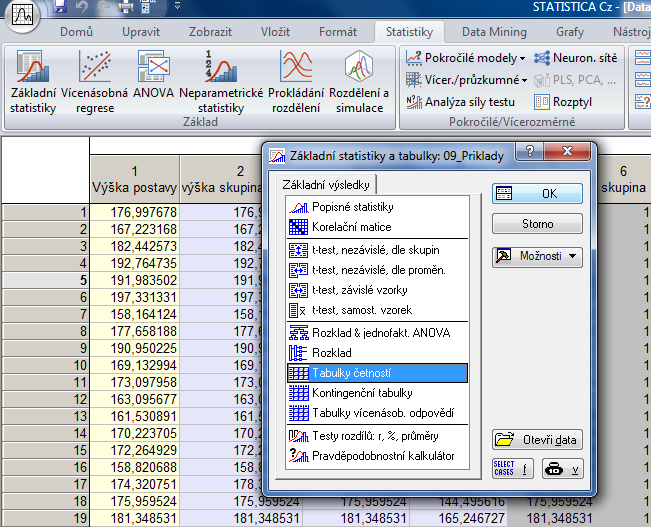 STATISTICA Cz - [Data
Domů Upravit Zobrazit Vložit Formát Statistiky Data Mining Grafy Nástroj
Základní statistiky
Vícenásobná regrese
ANOVA
Neparametrické statistiky
Prokládání rozdělení
Rozdělení a simulace
Základ
Pokročilé modely
Neuron. sítě
Vícer./průzkumné
PLS, PCA, ...
Analýza síly testu
Rozptyl
Pokročilé/Vícerozměrné
1 2 6
Výška postavy výška skupina skupina
1 176,997678 176,9 1
2 167,223168 167,2 1
3 182,442573 182,4 1
4 192,764735 192,7 1
5 191,983502 191,9 1
6 197,331331 197,3 1
7 158,164124 158,1 1
8 177,658188 177,6 1
9 190,950225 190,9 1
10 169,132994 169,1 1
11 173,097958 173,0 1
12 163,095677 163,0 1
13 161,530891 161,5 1
14 170,223705 170,2 1
15 172,264929 172,2 1
16 158,820688 158,8 1
17 174,320751 178,3 1
18 175,959524 175,959524 175,959524 144,495616 175,959524 1
19 181,348531 181,348531 181,348531 165,246727 181,348531 1
Základní statistiky a tabulky: 09_Priklady
?
Základní výsledky
Popisné statistiky
Korelační matice
t-test, nezávislé, dle skupin
t-test, nezávislé, dle proměn.
t-test, závislé vzorky
t-test, samost. vzorek
Rozklad & jednofakt. ANOVA
Rozklad
Tabulky četností
Kontingenční tabulky
Tabulky vícenásob. odpovědí
Testy rozdílů: r, %, průměry
Pravděpodobnostní kalkulátor
OK
Storno
Možnosti
Otevři data
SELECT CASES f
v